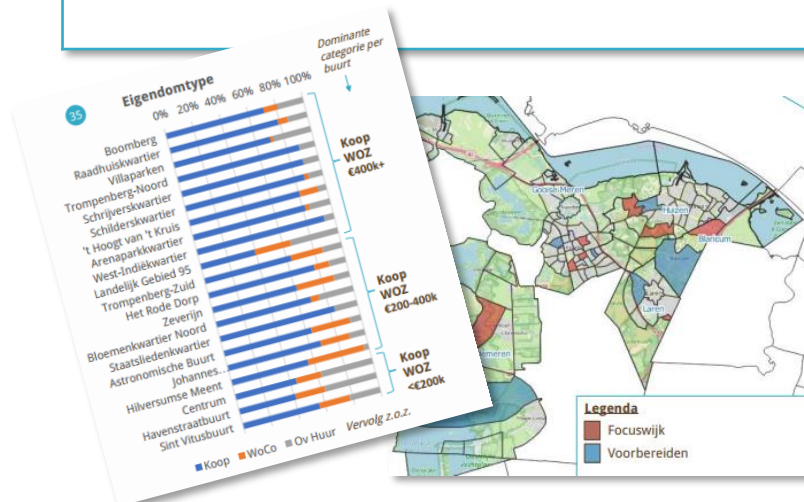 35
Eigendomtype
Dominante
categorie per
buurt
0% 20% 40% 60% 80% 100%
Boomberg
Raadhuiskwartier
Villaparken
Trompenberg-Noord
Schrijverskwartier
Schilderskwartier
't Hoogt van 't Kruis
Arenaparkkwartier
West-Indiëkwartier
Landelijk Gebied 95
Trompenberg-Zuid
Het Rode Dorp
Zeverijn
Bloemenkwartier Noord
Staatsliedenkwartier
Astronomische Buurt
Johannes...
Hilversumse Meent
Centrum
Havenstraatbuurt
Sint Vitusbuurt
Koop
WOZ
€400k+
Koop
WOZ
€200-400k
Koop
WOZ
<€200k
Koop WoCo Ov Huur
Vervolg z.o.z.
Gooise Meren
Huizen
Blaricum
Laren
emeren
Legenda
Focuswijk
Voorbereiden